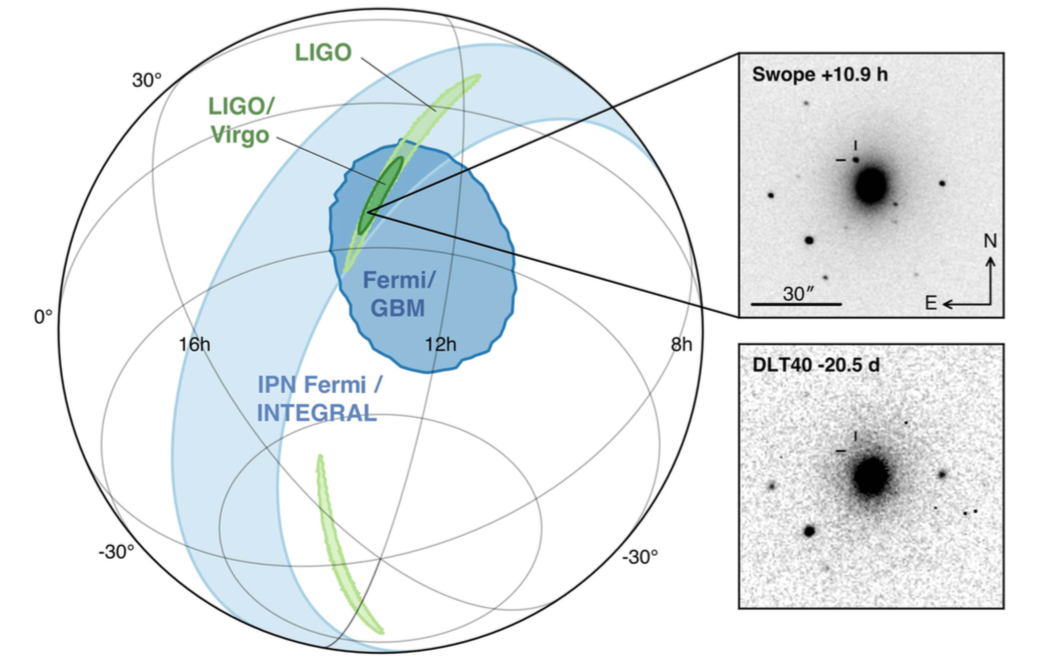 LIGO
30°
LIGO/
Virgo
Fermi/
GBM
0°
16h
12h
8h
IPN Fermi /
INTEGRAL
-30°
-30°
Swope +10.9 h
N
30″
E
DLT40 -20.5 d